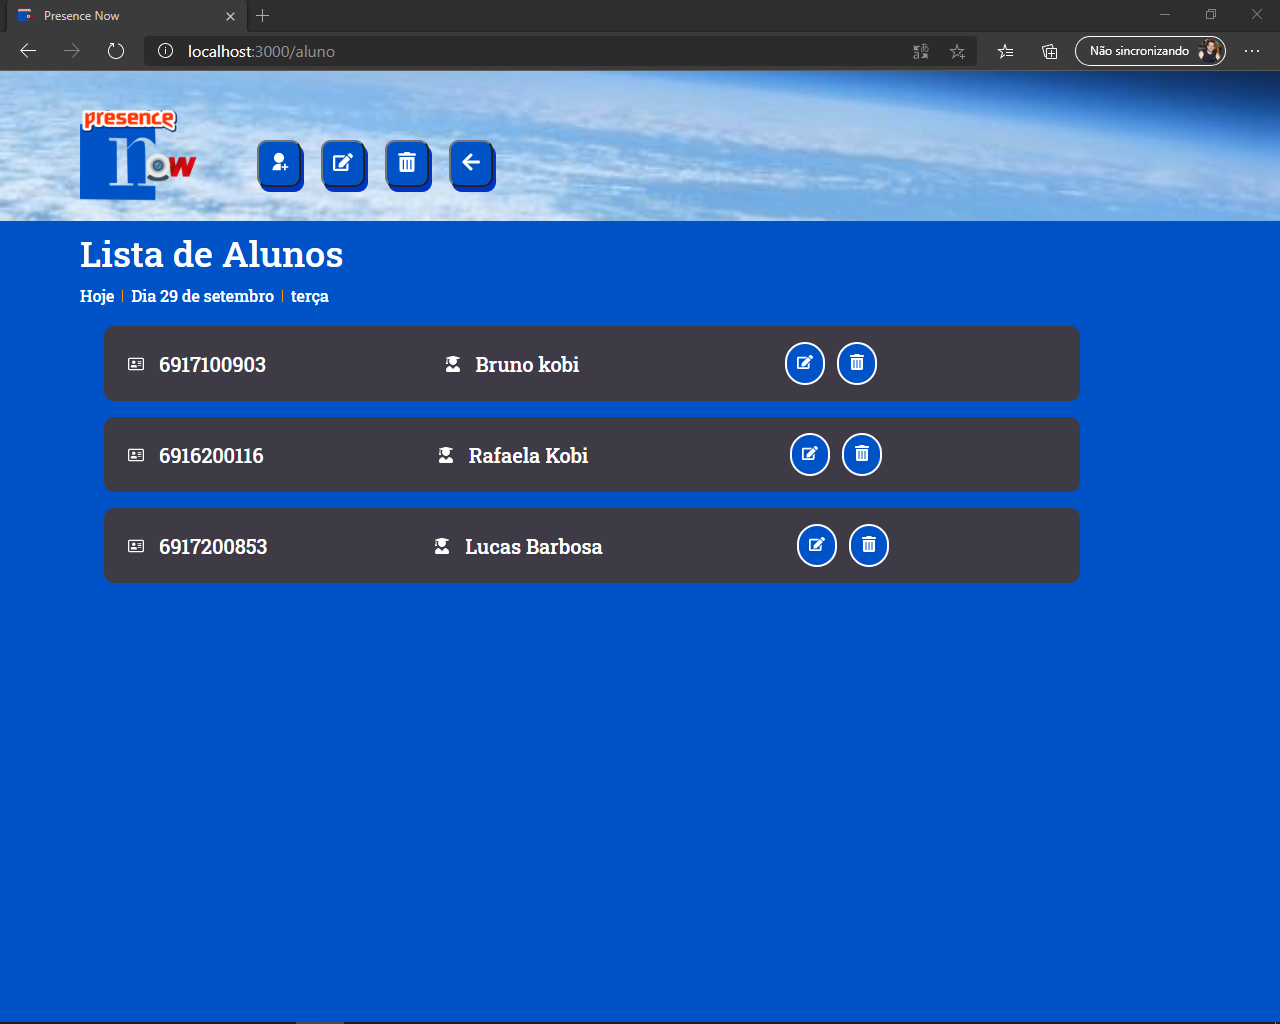 Presence Now
localhost:3000/aluno
Não sincronizando
presence
now
Lista de Alunos
Hoje | Dia 29 de setembro | terça
6917100903 Bruno kobi
6916200116 Rafaela Kobi
6917200853 Lucas Barbosa